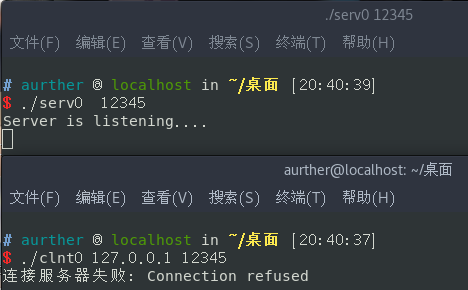 ./serv0 12345
文件(F) 编辑(E) 查看(V) 搜索(S) 终端(T) 帮助(H)
# aurther @ localhost in ~/桌面 [20:40:39]
$ ./serv0  12345
Server is listening....
aurther@localhost: ~/桌面
文件(F) 编辑(E) 查看(V) 搜索(S) 终端(T) 帮助(H)
# aurther @ localhost in ~/桌面 [20:40:37]
$ ./clnt0 127.0.0.1 12345
连接服务器失败: Connection refused